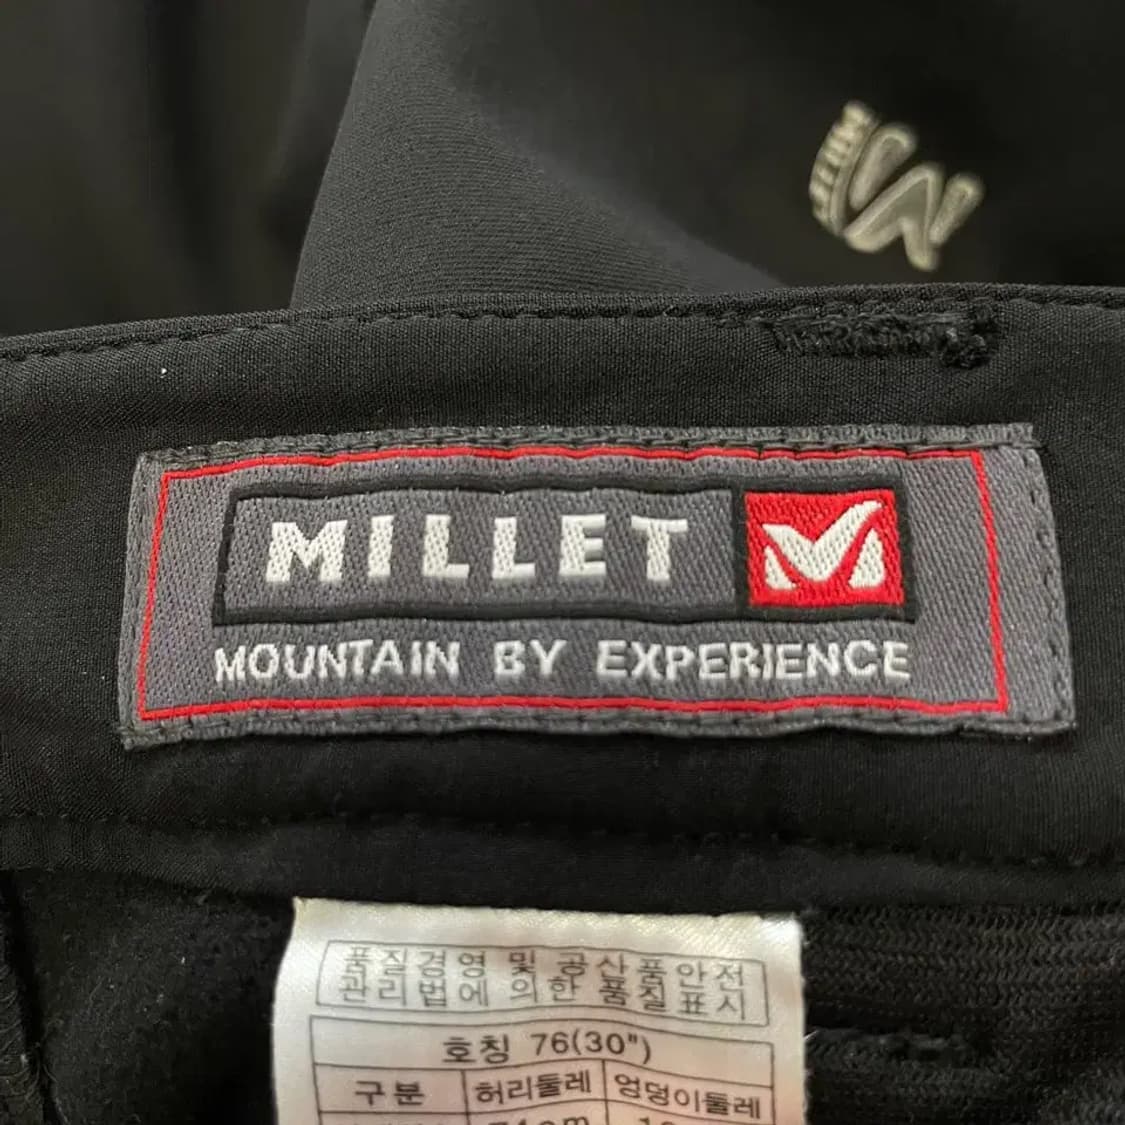 MILLET
MILLET
MOUNTAIN BY EXPERIENCE
품질경영 및 공산품안전
관리법에 의한 품질표시
호칭 76(30")
구분 허리둘레 엉덩이둘레